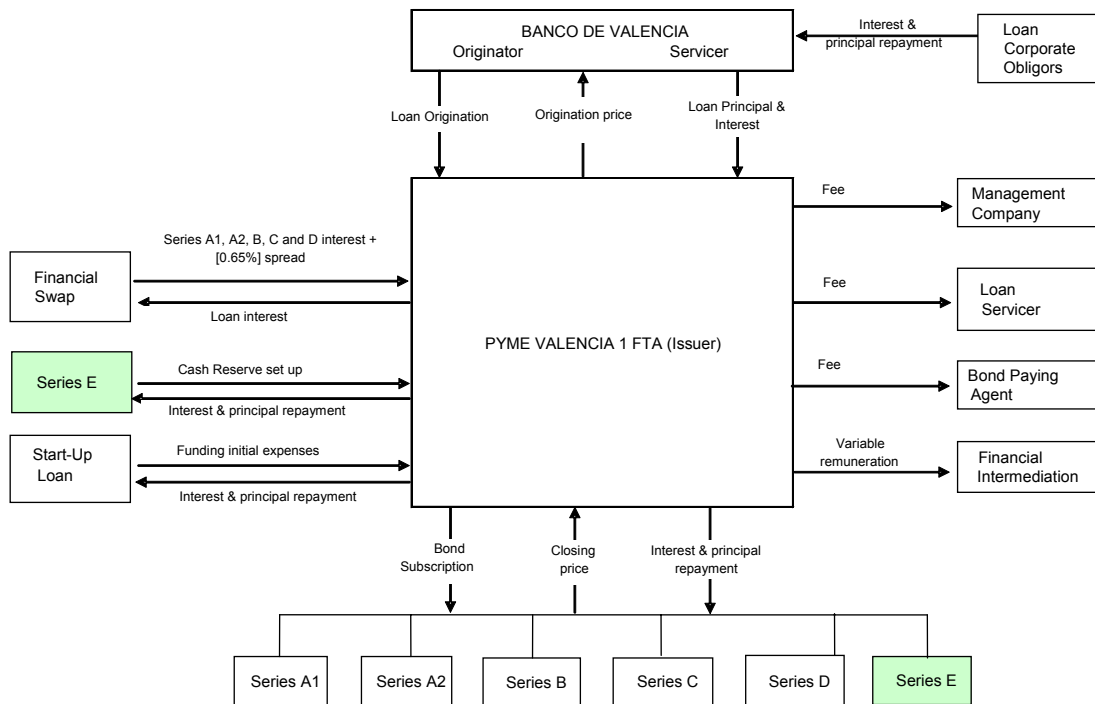 BANCO DE VALENCIA
Originator Servicer
Interest &
principal repayment
Loan
Corporate
Obligors
Loan Origination
Origination price
Loan Principal &
Interest
Series A1, A2, B, C and D interest +
[0.65%] spread
Financial
Swap
Loan interest
Series E
Cash Reserve set up
Interest & principal repayment
Start-Up
Loan
Funding initial expenses
Interest & principal repayment
PYME VALENCIA 1 FTA (Issuer)
Fee
Management
Company
Fee
Loan
Servicer
Fee
Bond Paying
Agent
Variable
remuneration
Financial
Intermediation
Bond
Subscription
Closing
price
Interest & principal
repayment
Series A1
Series A2
Series B
Series C
Series D
Series E